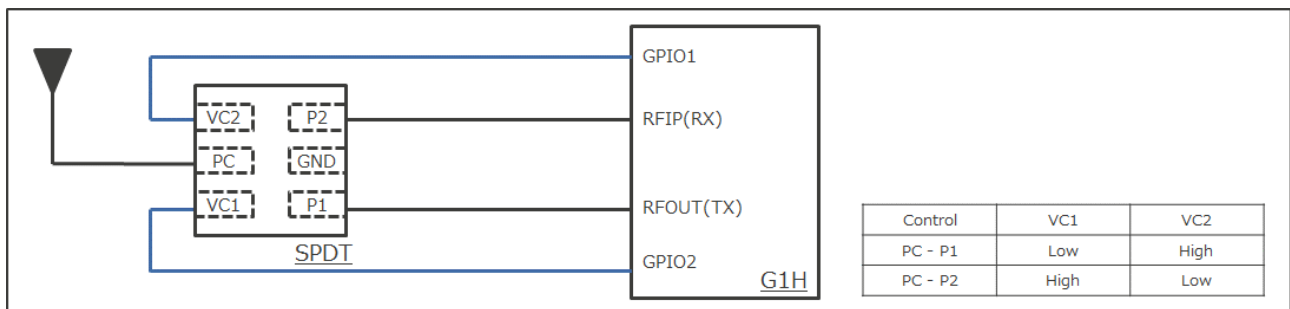 GPIO1
VC2 P2 RFIP(RX)
PC GND
VC1 P1 RFOUT(TX)
SPDT GPIO2
G1H
Control VC1 VC2
PC - P1 Low High
PC - P2 High Low